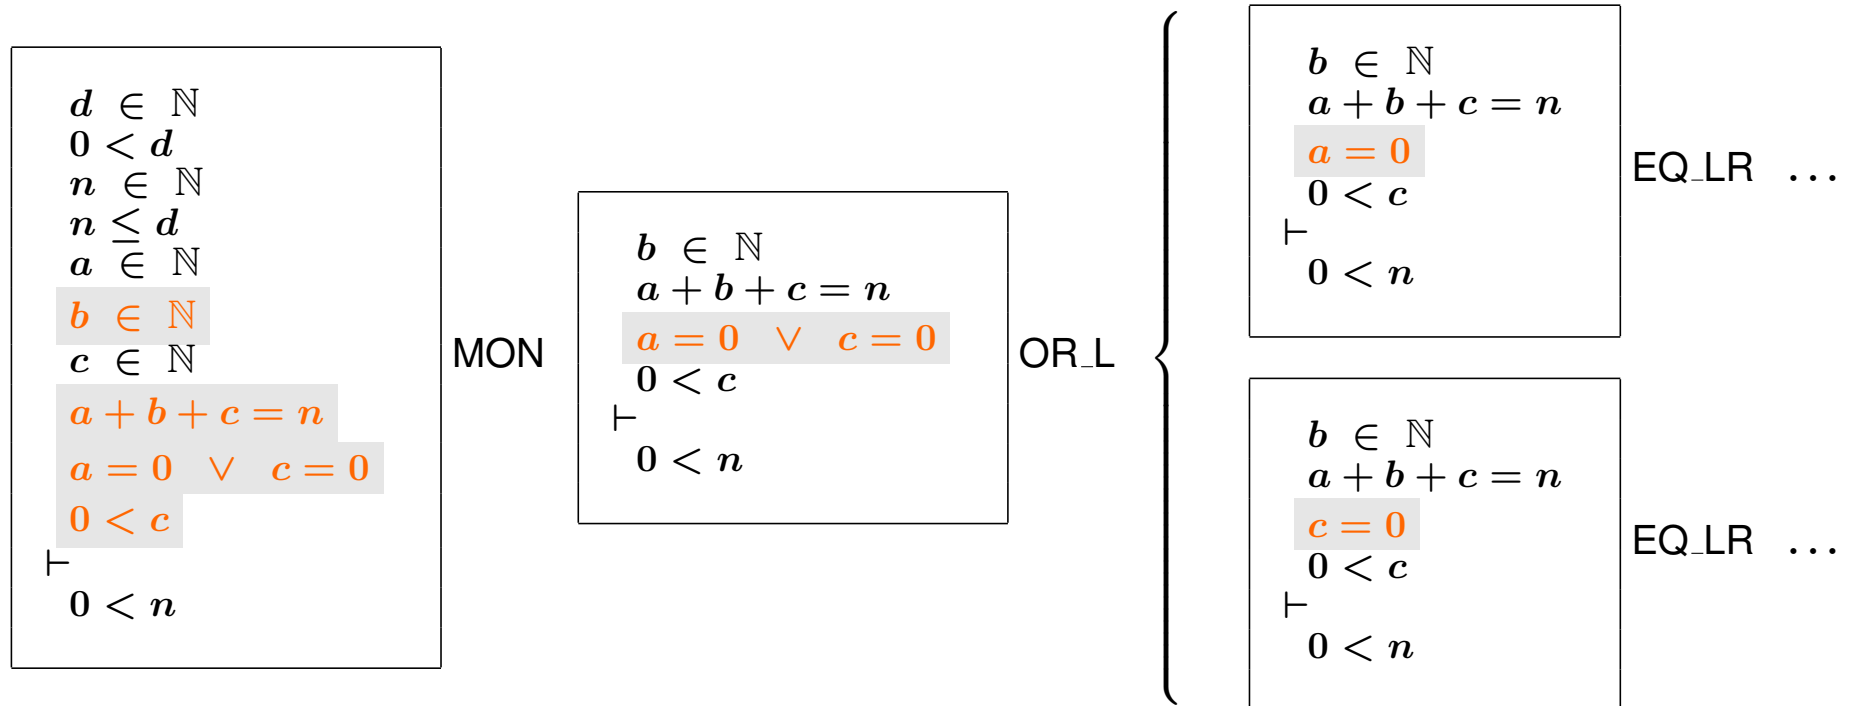 d ∈ ℕ
0 < d
n ∈ ℕ
n ≤ d
a ∈ ℕ
b ∈ ℕ
c ∈ ℕ
a + b + c = n
a = 0 ∨ c = 0
0 < c
⊢
0 < n
MON
b ∈ ℕ
a + b + c = n
a = 0 ∨ c = 0
0 < c
⊢
0 < n
OR_L
b ∈ ℕ
a + b + c = n
a = 0
0 < c
⊢
0 < n
EQ_LR ...
b ∈ ℕ
a + b + c = n
c = 0
0 < c
⊢
0 < n
EQ_LR ...